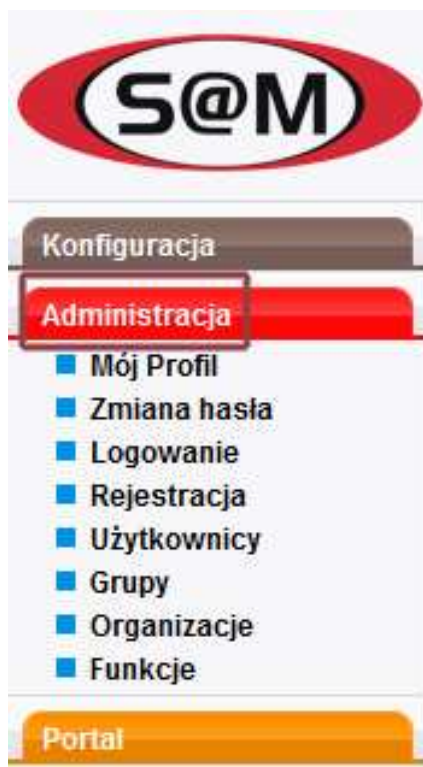 S@M
Konfiguracja
Administracja
Mój Profil
Zmiana hasła
Logowanie
Rejestracja
Użytkownicy
Grupy
Organizacje
Funkcje
Portal